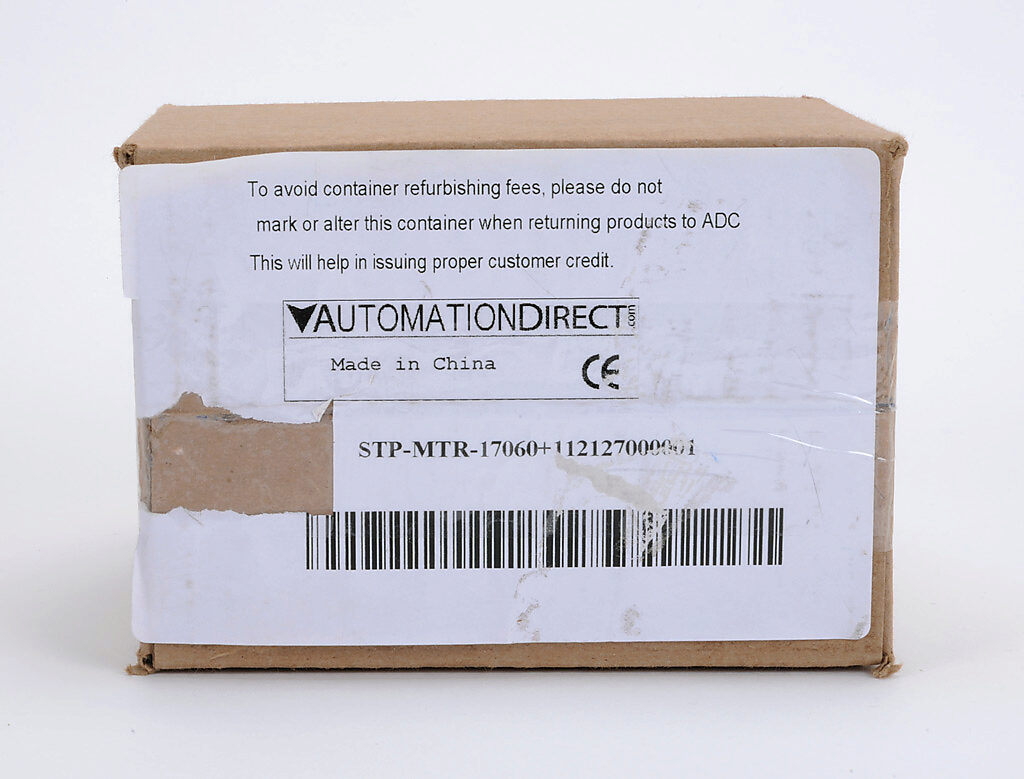 To avoid container refurbishing fees, please do not
mark or alter this container when returning products to ADC
This will help in issuing proper customer credit.
AUTOMATIONDIRECT.com
Made in China
CE
STP-MTR-17060+112127000001